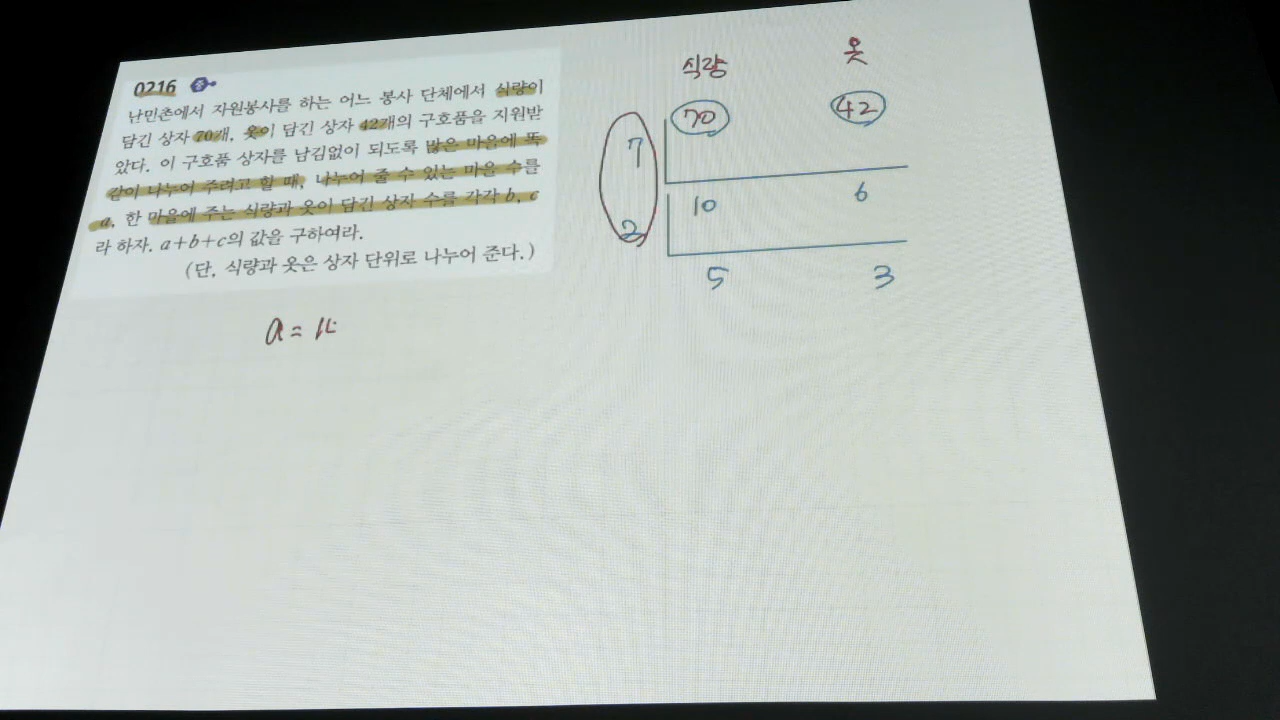 0216 중
난민촌에서 자원봉사를 하는 어느 봉사 단체에서 식량이
담긴 상자 70개, 옷이 담긴 상자 42개의 구호품을 지원받
았다. 이 구호품 상자를 남김없이 되도록 많은 마을에 똑
같이 나누어 주려고 할 때, 나누어 줄 수 있는 마을 수를
a, 한 마을에 주는 식량과 옷이 담긴 상자 수를 각각 b, c
라 하자. a+b+c의 값을 구하여라.
(단, 식량과 옷은 상자 단위로 나누어 준다.)
식량 옷
7 70 42
2 10 6
5 3
a =